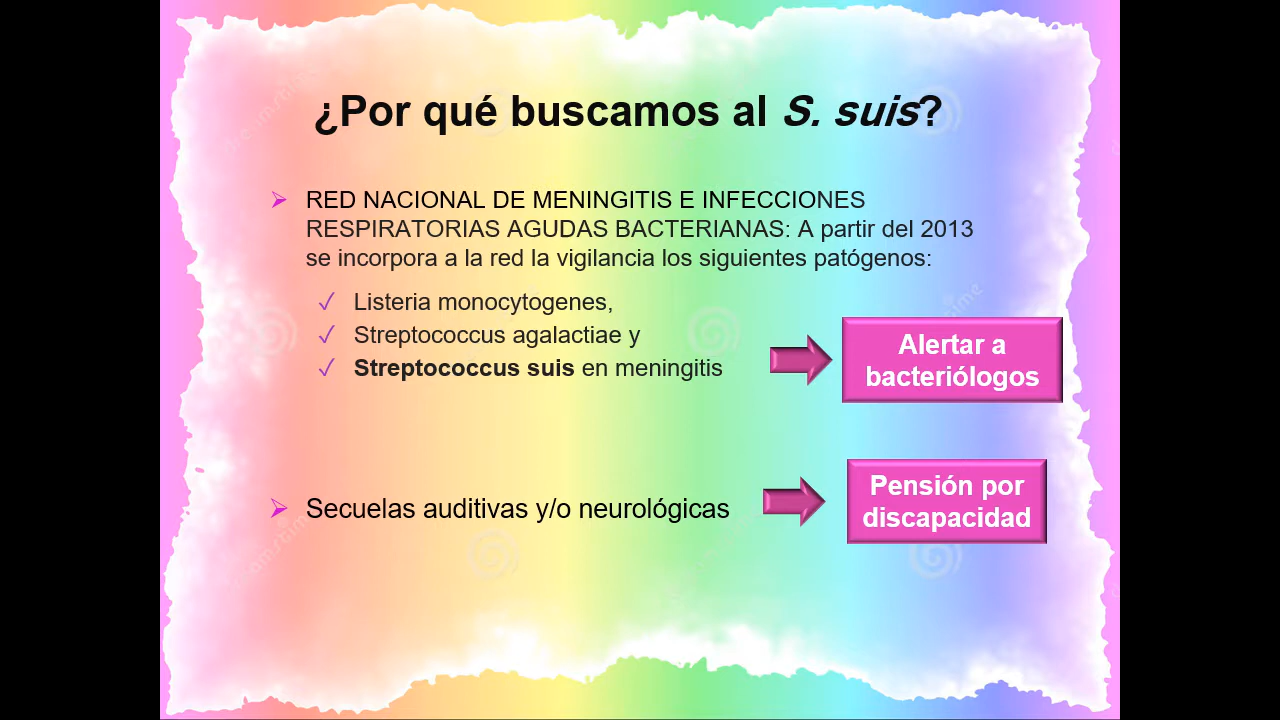 ¿Por qué buscamos al S. suis?
RED NACIONAL DE MENINGITIS E INFECCIONES
RESPIRATORIAS AGUDAS BACTERIANAS: A partir del 2013
se incorpora a la red la vigilancia los siguientes patógenos:
Listeria monocytogenes,
Streptococcus agalactiae y
Streptococcus suis en meningitis
Alertar a
bacteriólogos
Secuelas auditivas y/o neurológicas
Pensión por
discapacidad